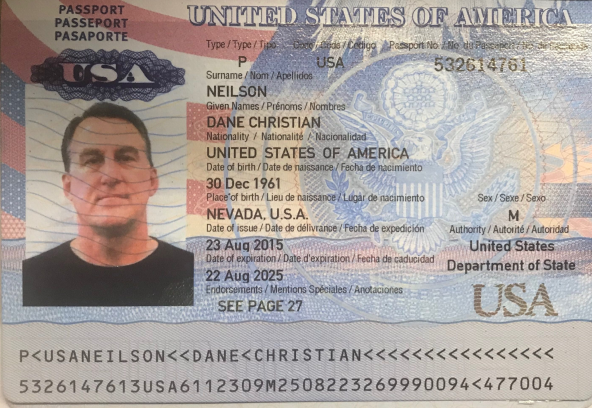 PASSPORT
PASSEPORT
PASAPORTE
UNITED STATES OF AMERICA
USA
Type / Type / Tipo Code / Code / Código Passport No. / No. du Passeport / No. de Pasaporte
P USA 532614761
Surname / Nom / Apellidos
NEILSON
Given Names / Prénoms / Nombres
DANE CHRISTIAN
Nationality / Nationalité / Nacionalidad
UNITED STATES OF AMERICA
Date of birth / Date de naissance / Fecha de nacimiento
30 Dec 1961
Place of birth / Lieu de naissance / Lugar de nacimiento Sex / Sexe / Sexo
NEVADA, U.S.A. M
Date of issue / Date de délivrance / Fecha de expedición Authority / Autorité / Autoridad
23 Aug 2015 United States
Date of expiration / Date d'expiration / Fecha de caducidad Department of State
22 Aug 2025
Endorsements / Mentions Spéciales / Anotaciones
SEE PAGE 27
USA
P<USANEILSON<<DANE<CHRISTIAN<<<<<<<<<<<<<<<<
5326147613USA6112309M2508223269990094<477004